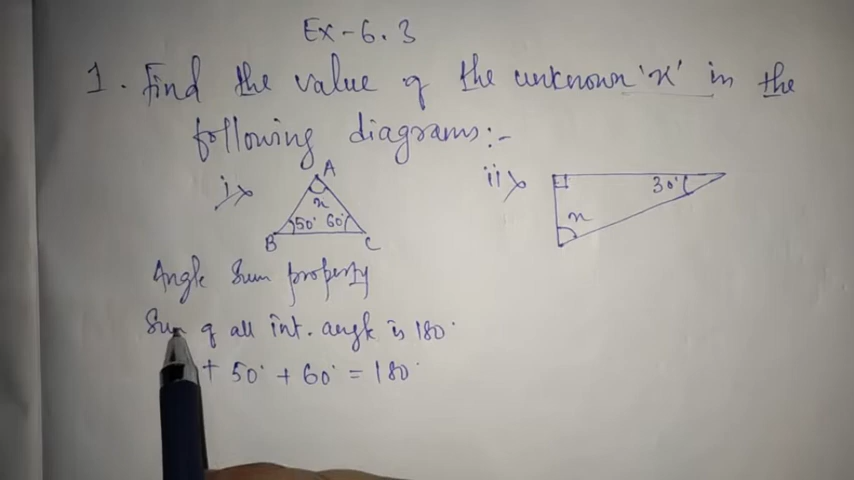 Ex-6.3
1. Find the value of the unknown 'x' in the
following diagrams:-
i> A x 50° 60° B C
ii> 30° x
Angle Sum property
Sum of all int. angle is 180°
+ 50° + 60° = 180°